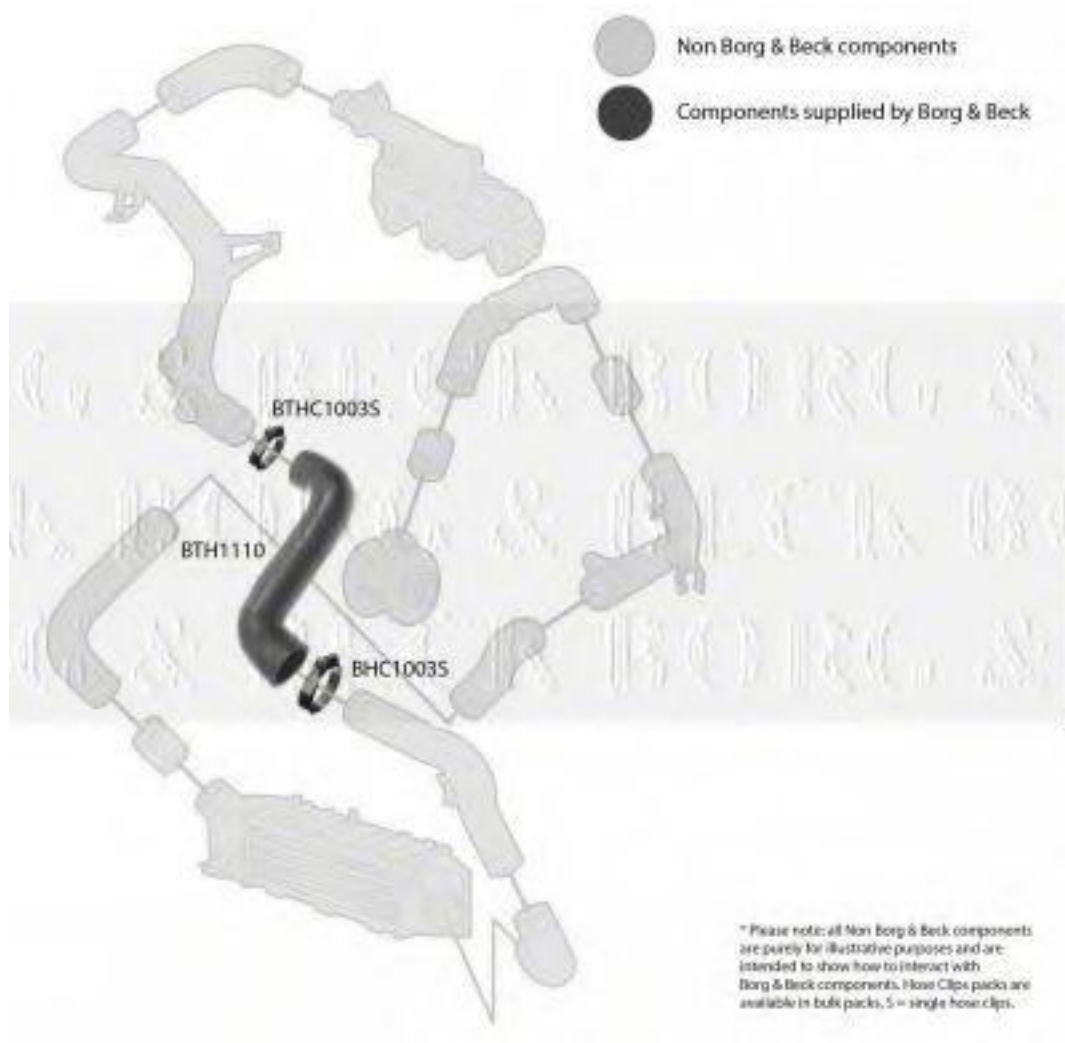 Non Borg & Beck components
Components supplied by Borg & Beck
BTHC1003S
BTH1110
BHC1003S
* Please note: all Non Borg & Beck components
are purely for illustrative purposes and are
intended to show how to interact with
Borg & Beck components. Hose Clips packs are
available in bulk packs, S = single hose clips.